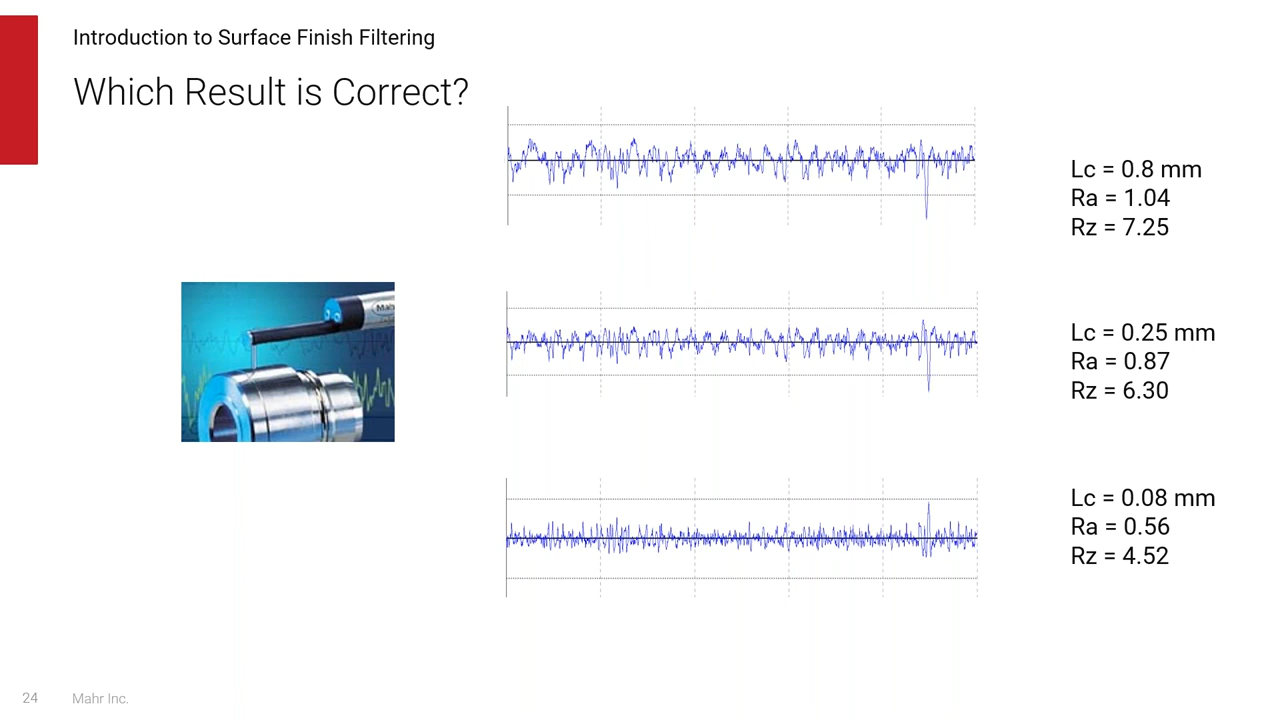 Introduction to Surface Finish Filtering
Which Result is Correct?
Lc = 0.8 mm
Ra = 1.04
Rz = 7.25
Mahr
Lc = 0.25 mm
Ra = 0.87
Rz = 6.30
Lc = 0.08 mm
Ra = 0.56
Rz = 4.52
24 Mahr Inc.